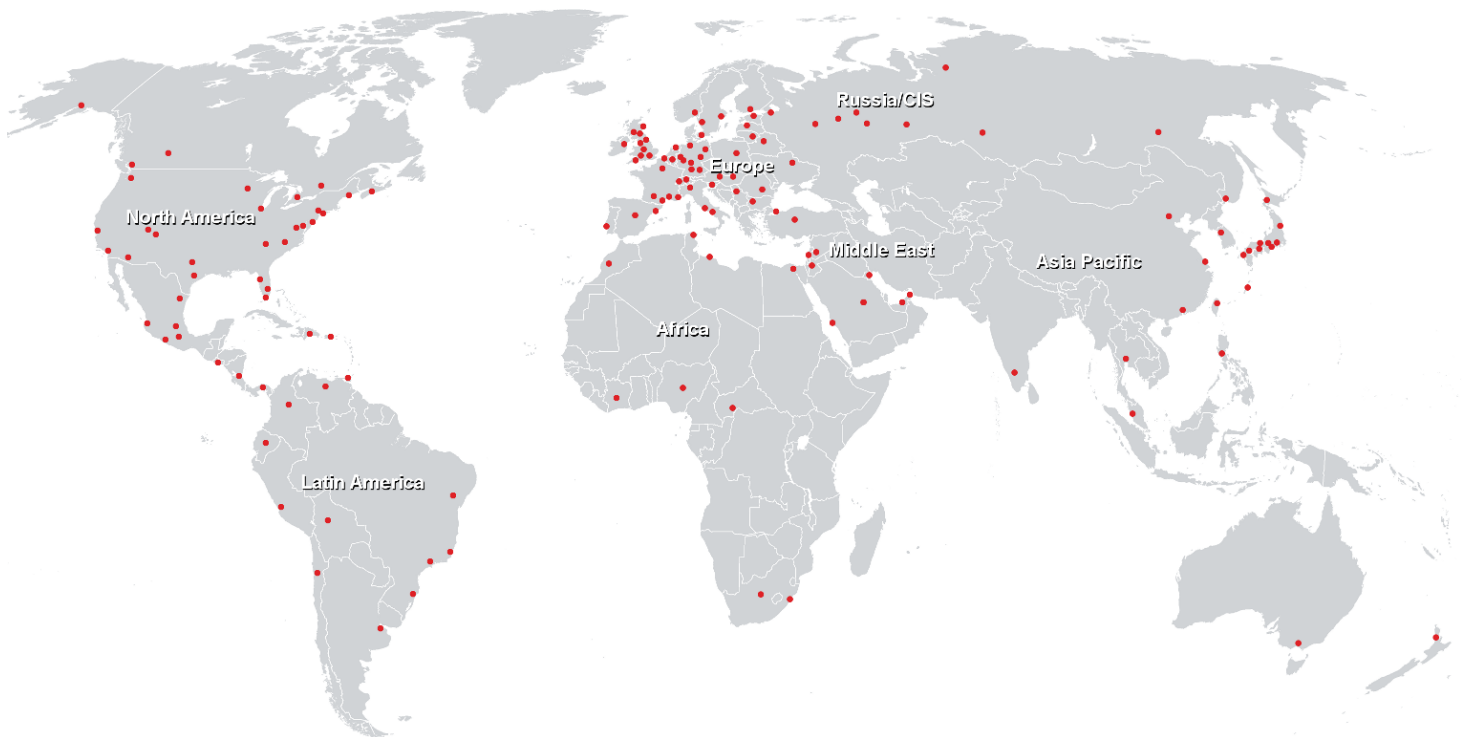 Russia/CIS
Europe
North America
Middle East
Asia Pacific
Africa
Latin America